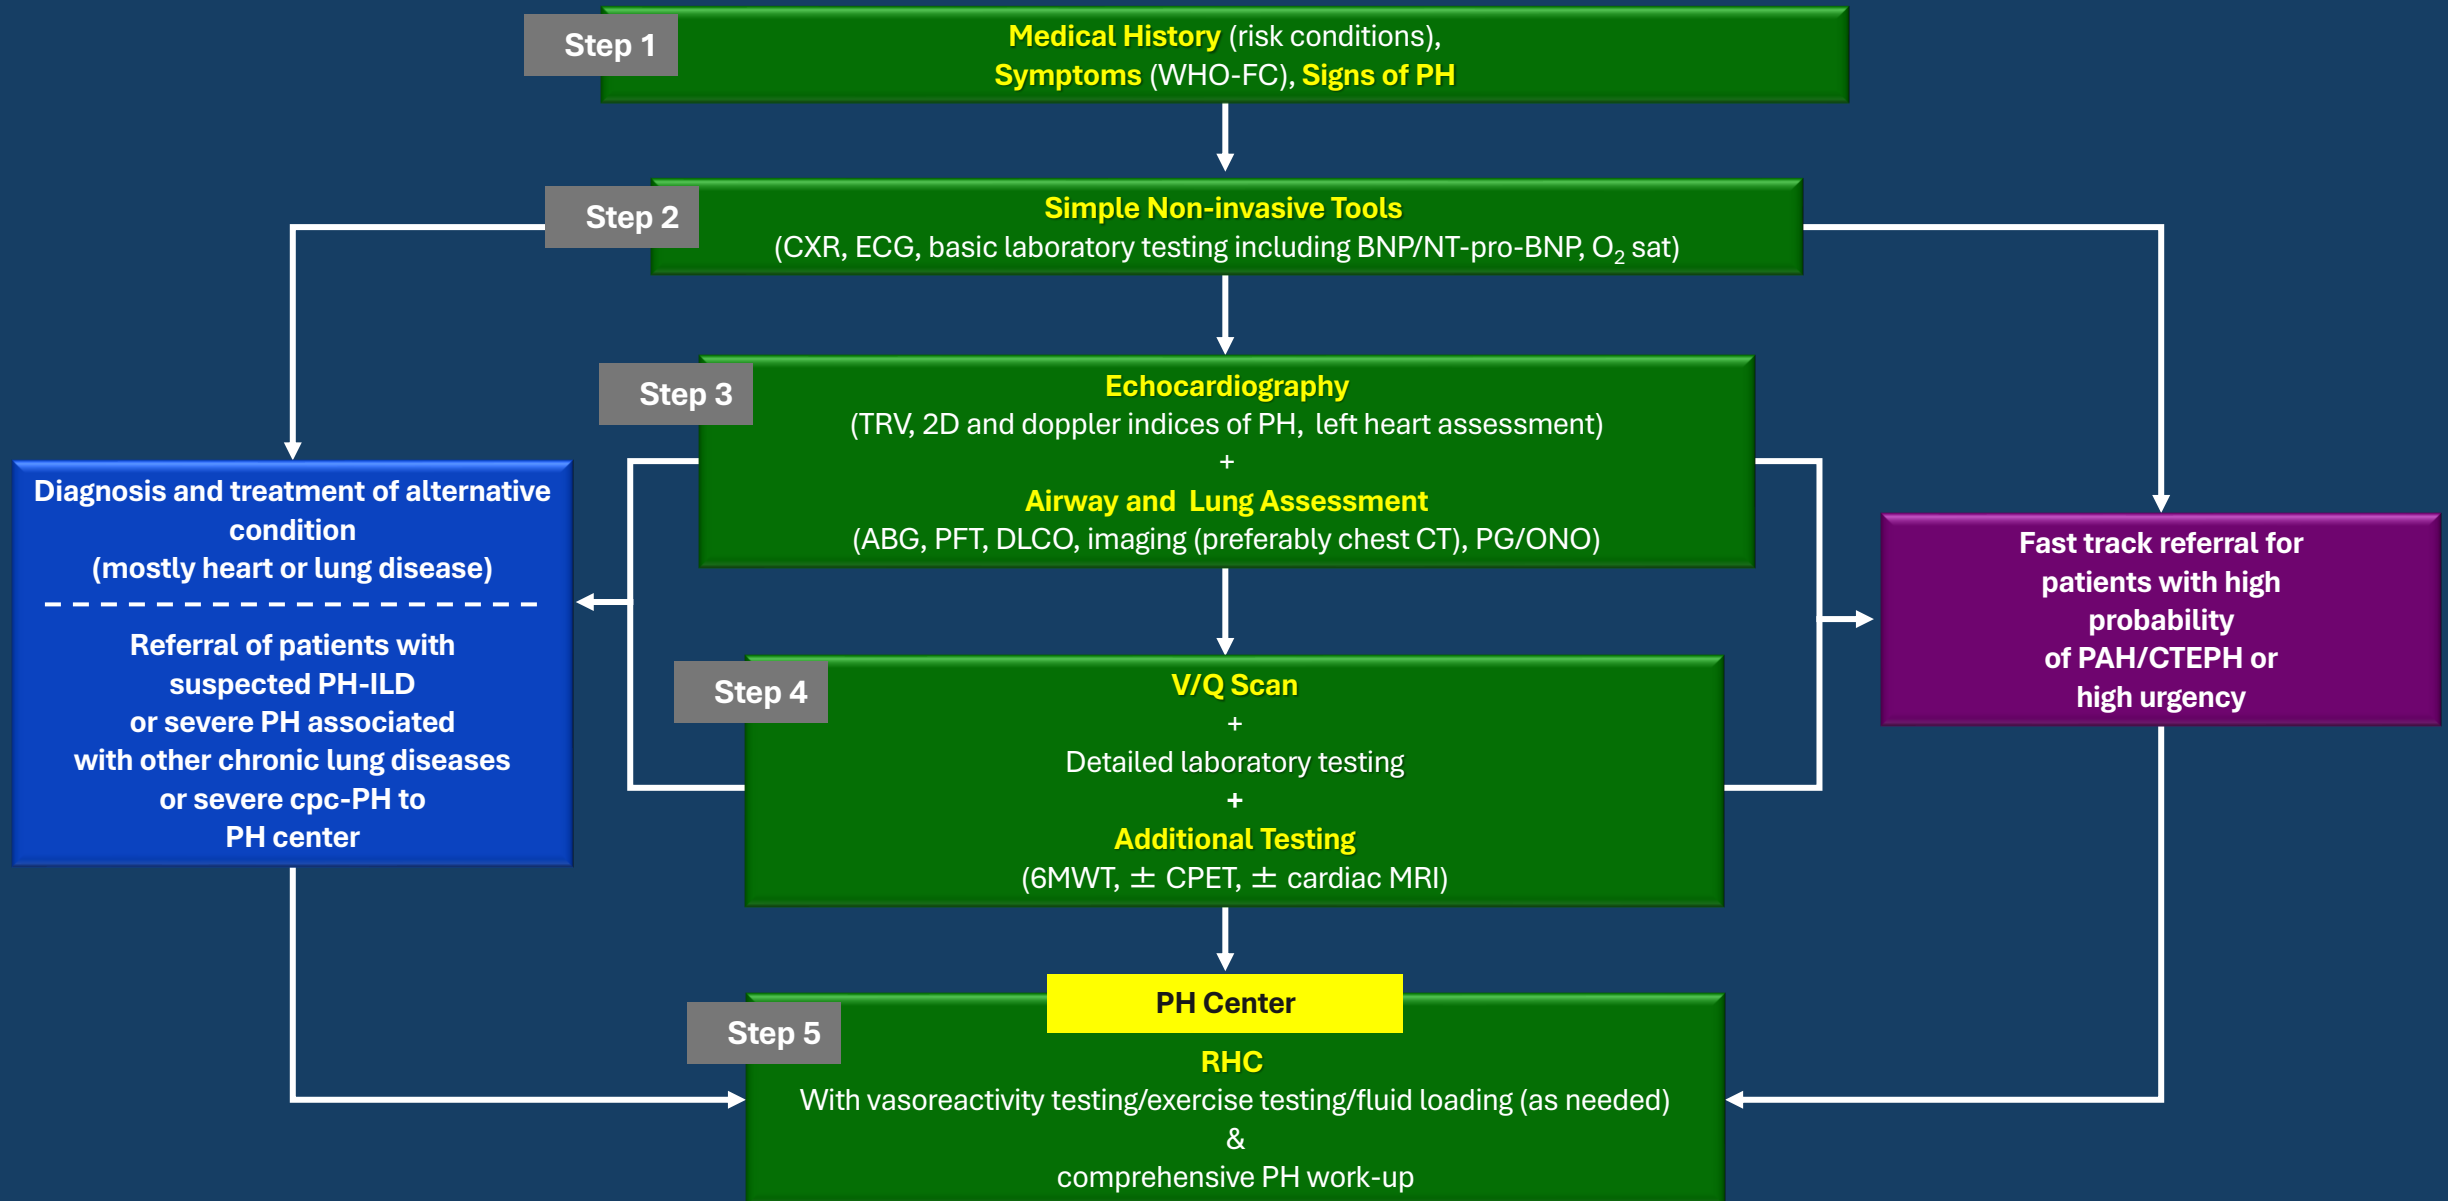 Step 1
Medical History (risk conditions),
Symptoms (WHO-FC), Signs of PH
Step 2
Simple Non-invasive Tools
(CXR, ECG, basic laboratory testing including BNP/NT-pro-BNP, O₂ sat)
Step 3
Echocardiography
(TRV, 2D and doppler indices of PH, left heart assessment)
+
Airway and Lung Assessment
(ABG, PFT, DLCO, imaging (preferably chest CT), PG/ONO)
Diagnosis and treatment of alternative
condition
(mostly heart or lung disease)
Referral of patients with
suspected PH-ILD
or severe PH associated
with other chronic lung diseases
or severe cpc-PH to
PH center
Fast track referral for
patients with high
probability
of PAH/CTEPH or
high urgency
Step 4
V/Q Scan
+
Detailed laboratory testing
+
Additional Testing
(6MWT, ± CPET, ± cardiac MRI)
PH Center
Step 5
RHC
With vasoreactivity testing/exercise testing/fluid loading (as needed)
&
comprehensive PH work-up